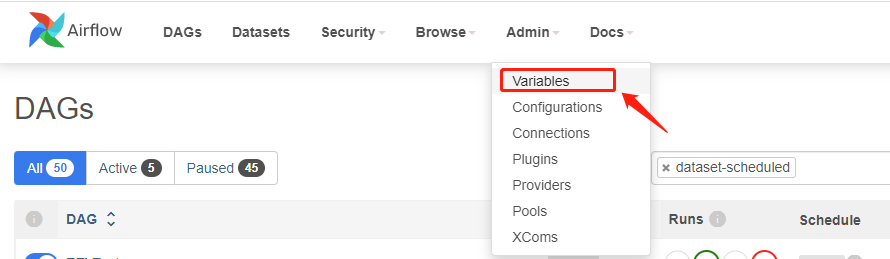 Airflow DAGs Datasets Security Browse Admin Docs
Variables
DAGs
Configurations
Connections
All 50 Active 5 Paused 45
Plugins
dataset-scheduled
Providers
Pools
DAG
Runs
Schedule
XComs